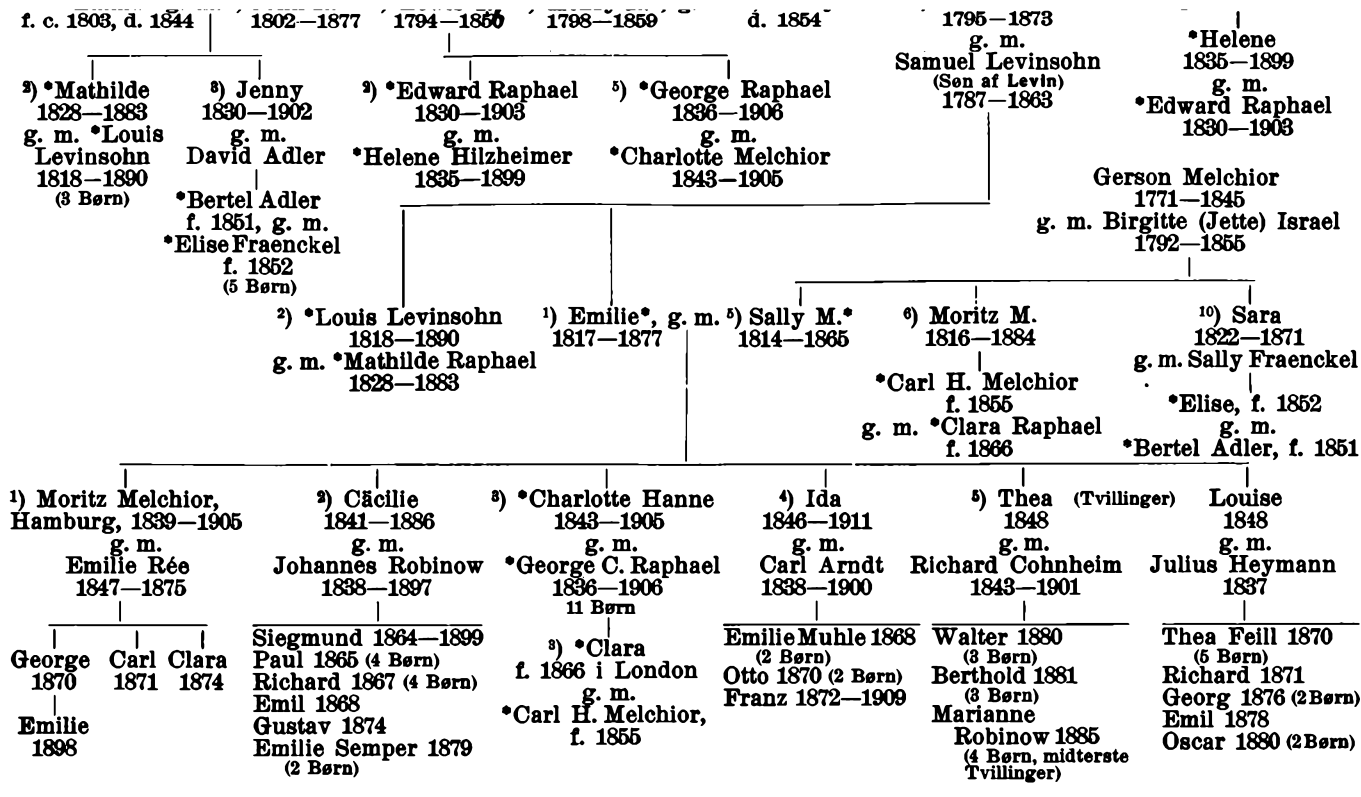 f. c. 1803, d. 1844
1802—1877
1794—1850
1798—1859
d. 1854
1795—1873
g. m.
Samuel Levinsohn
(Søn af Levin)
1787—1863
*Helene
1835—1899
g. m.
*Edward Raphael
1830—1903
²) *Mathilde
1828—1883
g. m. *Louis
Levinsohn
1818—1890
(3 Børn)
³) Jenny
1830—1902
g. m.
David Adler
*Bertel Adler
f. 1851, g. m.
*Elise Fraenckel
f. 1852
(5 Børn)
²) *Edward Raphael
1830—1903
g. m.
*Helene Hilzheimer
1835—1899
⁵) *George Raphael
1836—1906
g. m.
*Charlotte Melchior
1843—1905
Gerson Melchior
1771—1845
g. m. Birgitte (Jette) Israel
1792—1855
²) *Louis Levinsohn
1818—1890
g. m. *Mathilde Raphael
1828—1883
¹) Emilie*, g. m.
1817—1877
⁵) Sally M.*
1814—1865
⁶) Moritz M.
1816—1884
*Carl H. Melchior
f. 1855
g. m. *Clara Raphael
f. 1866
¹⁰) Sara
1822—1871
g. m. Sally Fraenckel
*Elise, f. 1852
g. m.
*Bertel Adler, f. 1851
¹) Moritz Melchior,
Hamburg, 1839—1905
g. m.
Emilie Rée
1847—1875
George
1870
Emilie
1898
Carl
1871
Clara
1874
²) Cäcilie
1841—1886
g. m.
Johannes Robinow
1838—1897
Siegmund 1864—1899
Paul 1865 (4 Børn)
Richard 1867 (4 Børn)
Emil 1868
Gustav 1874
Emilie Semper 1879
(2 Børn)
³) *Charlotte Hanne
1843—1905
g. m.
*George C. Raphael
1836—1906
11 Børn
³) *Clara
f. 1866 i London
g. m.
*Carl H. Melchior,
f. 1855
⁴) Ida
1846—1911
g. m.
Carl Arndt
1838—1900
Emilie Muhle 1868
(2 Børn)
Otto 1870 (2 Børn)
Franz 1872—1909
⁵) Thea (Tvillinger)
1848
g. m.
Richard Cohnheim
1843—1901
Walter 1880
(3 Børn)
Berthold 1881
(3 Børn)
Marianne
Robinow 1885
(4 Børn, midterste
Tvillinger)
Louise
1848
g. m.
Julius Heymann
1837
Thea Feill 1870
(5 Børn)
Richard 1871
Georg 1876 (2 Børn)
Emil 1878
Oscar 1880 (2 Børn)